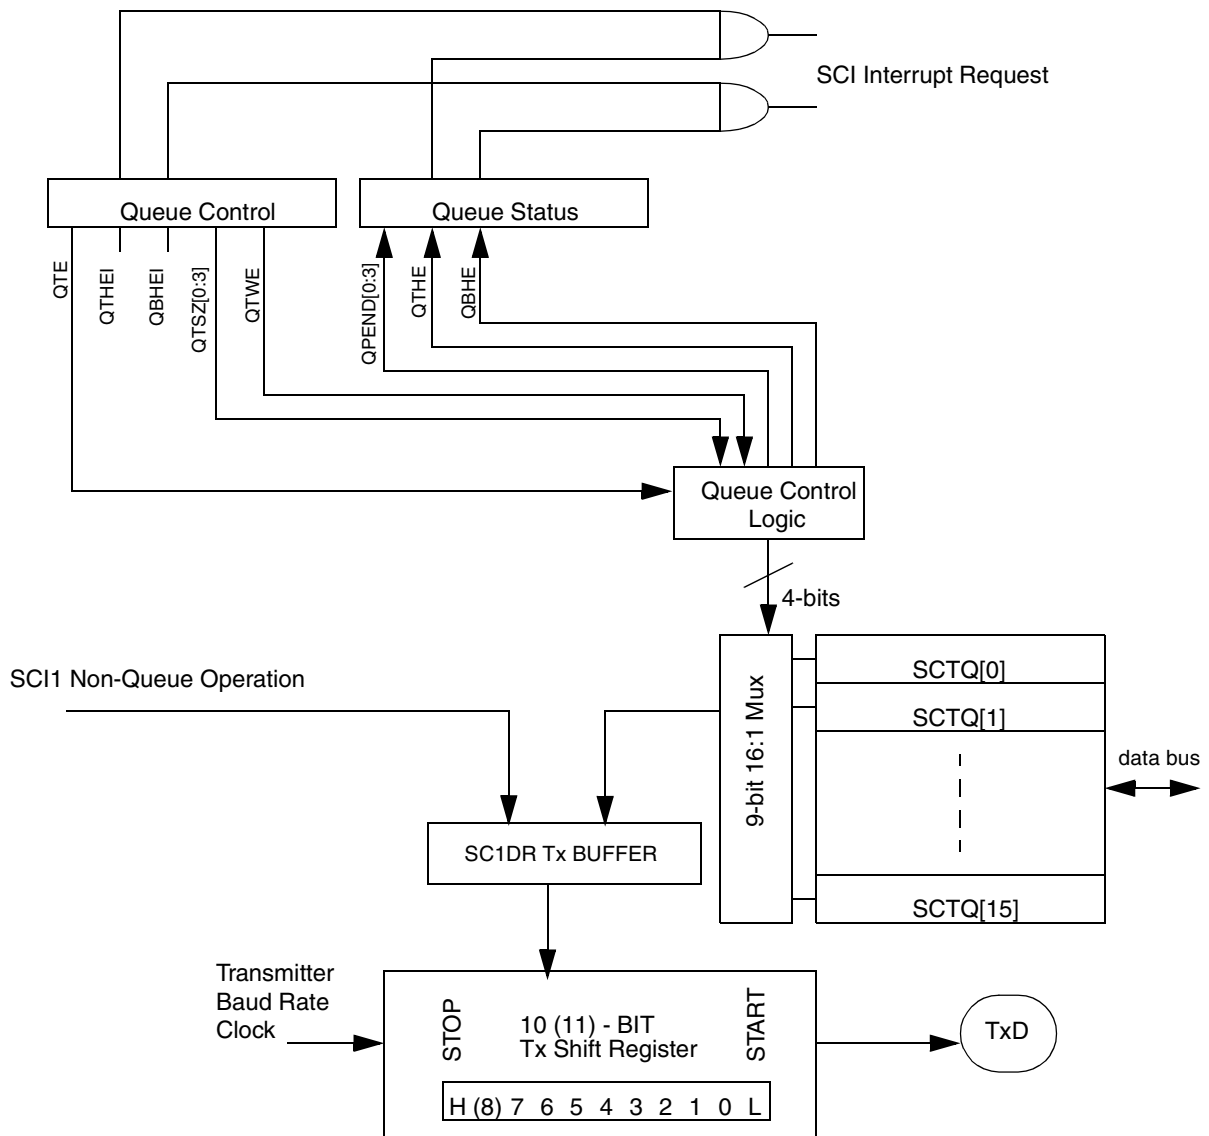 SCI Interrupt Request
Queue Control
Queue Status
QTE
QTHEI
QBHEI
QTSZ[0:3]
QTWE
QPEND[0:3]
QTHE
QBHE
Queue Control
Logic
4-bits
SCI1 Non-Queue Operation
9-bit 16:1 Mux
SCTQ[0]
SCTQ[1]
data bus
SC1DR Tx BUFFER
SCTQ[15]
Transmitter
Baud Rate
Clock
STOP
10 (11) - BIT
Tx Shift Register
START
TxD
H (8) 7 6 5 4 3 2 1 0 L